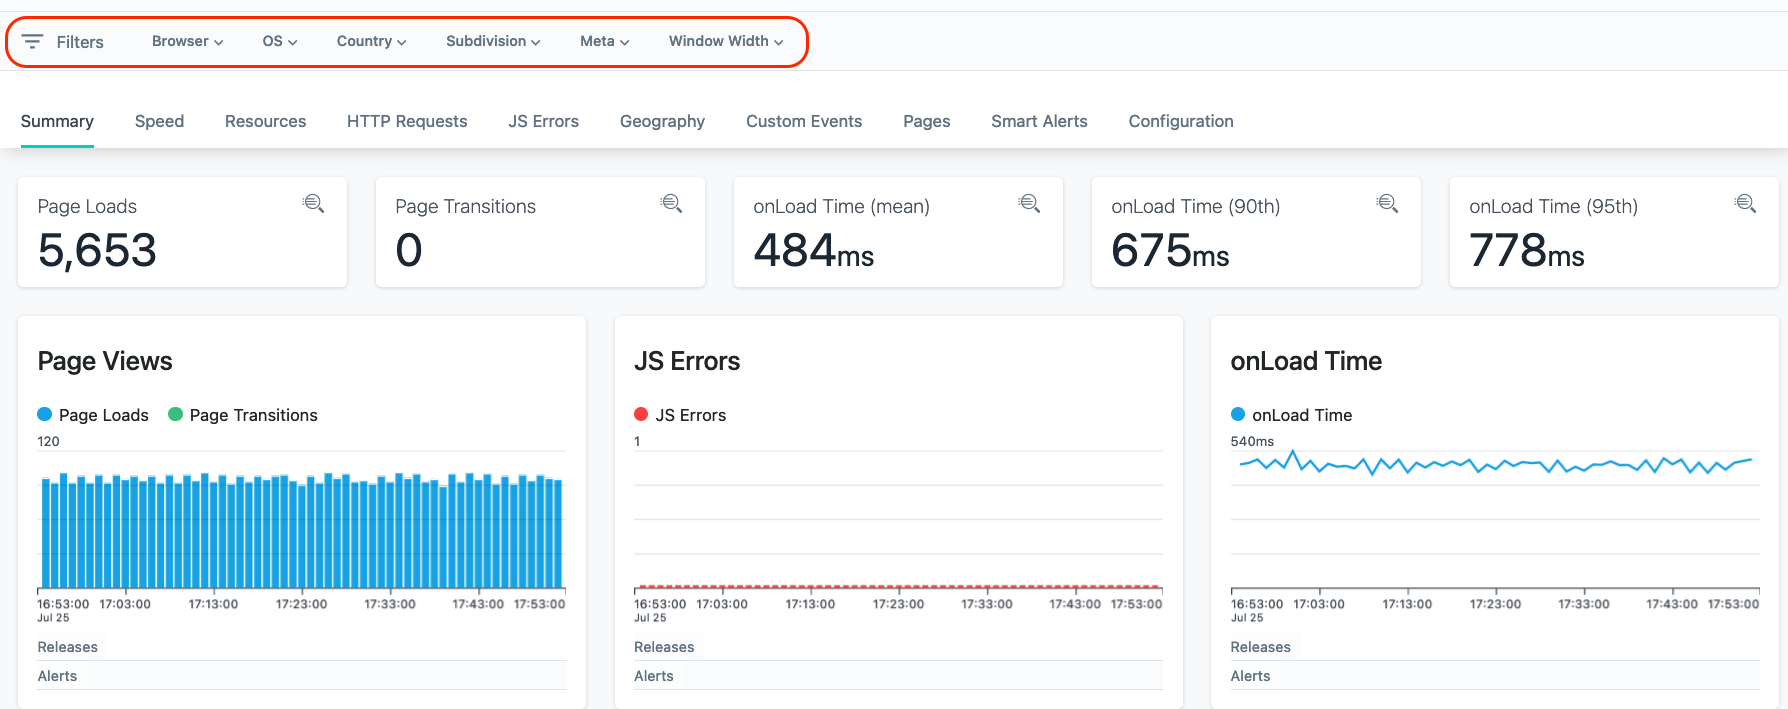 Filters Browser OS Country Subdivision Meta Window Width
Summary Speed Resources HTTP Requests JS Errors Geography Custom Events Pages Smart Alerts Configuration
Page Loads
5,653
Page Transitions
0
onLoad Time (mean)
484ms
onLoad Time (90th)
675ms
onLoad Time (95th)
778ms
Page Views
Page Loads Page Transitions
120
16:53:00 17:03:00 17:13:00 17:23:00 17:33:00 17:43:00 17:53:00
Jul 25
Releases
Alerts
JS Errors
JS Errors
1
16:53:00 17:03:00 17:13:00 17:23:00 17:33:00 17:43:00 17:53:00
Jul 25
Releases
Alerts
onLoad Time
onLoad Time
540ms
16:53:00 17:03:00 17:13:00 17:23:00 17:33:00 17:43:00 17:53:00
Jul 25
Releases
Alerts